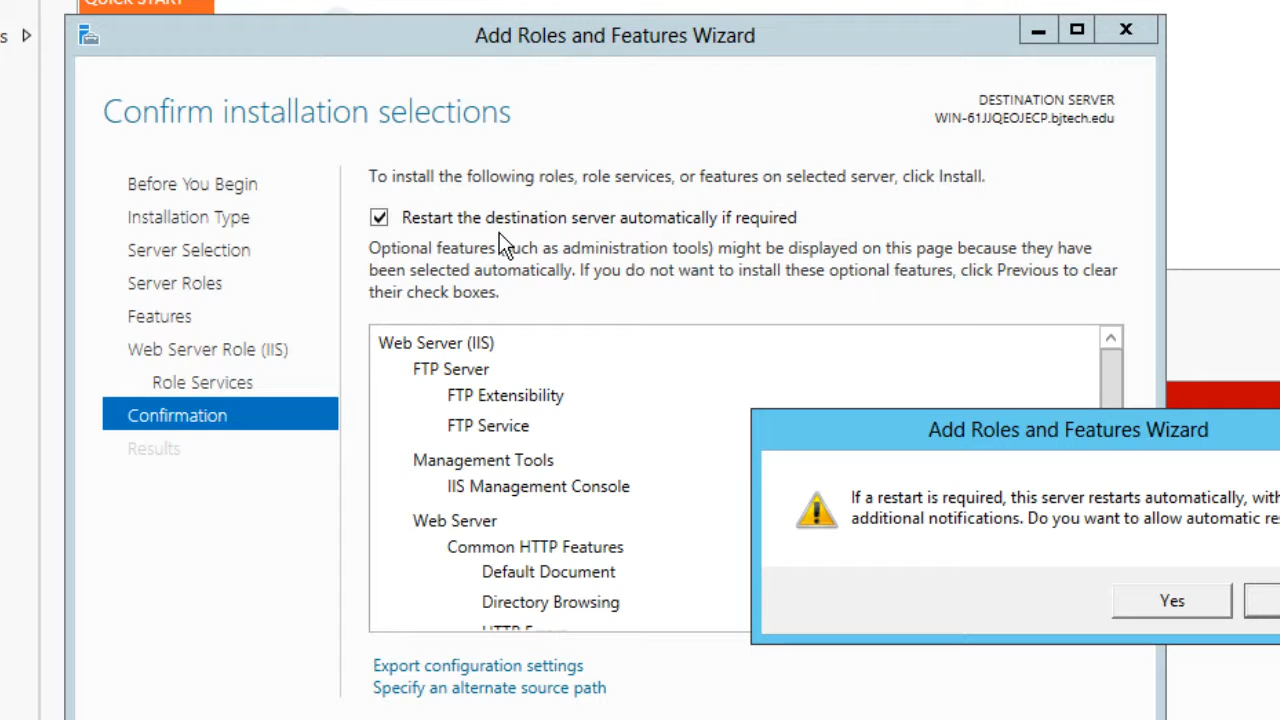 QUICK START
s
Add Roles and Features Wizard
Confirm installation selections
DESTINATION SERVER
WIN-61JJQEOJECP.bjtech.edu
Before You Begin
Installation Type
Server Selection
Server Roles
Features
Web Server Role (IIS)
Role Services
Confirmation
Results
To install the following roles, role services, or features on selected server, click Install.
Restart the destination server automatically if required
Optional features such as administration tools) might be displayed on this page because they have
been selected automatically. If you do not want to install these optional features, click Previous to clear
their check boxes.
Web Server (IIS)
FTP Server
FTP Extensibility
FTP Service
Management Tools
IIS Management Console
Web Server
Common HTTP Features
Default Document
Directory Browsing
Export configuration settings
Specify an alternate source path
Add Roles and Features Wizard
If a restart is required, this server restarts automatically, with
additional notifications. Do you want to allow automatic res
Yes